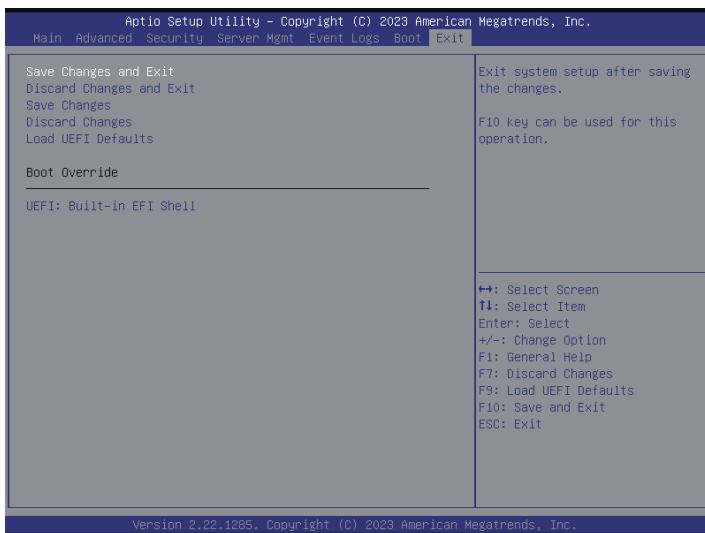 Aptio Setup Utility – Copyright (C) 2023 American Megatrends, Inc.
Main Advanced Security Server Mgmt Event Logs Boot Exit
Save Changes and Exit
Discard Changes and Exit
Save Changes
Discard Changes
Load UEFI Defaults
Boot Override
UEFI: Built-in EFI Shell
Exit system setup after saving
the changes.
F10 key can be used for this
operation.
↔: Select Screen
↑↓: Select Item
Enter: Select
+/-: Change Option
F1: General Help
F7: Discard Changes
F9: Load UEFI Defaults
F10: Save and Exit
ESC: Exit
Version 2.22.1285. Copyright (C) 2023 American Megatrends, Inc.